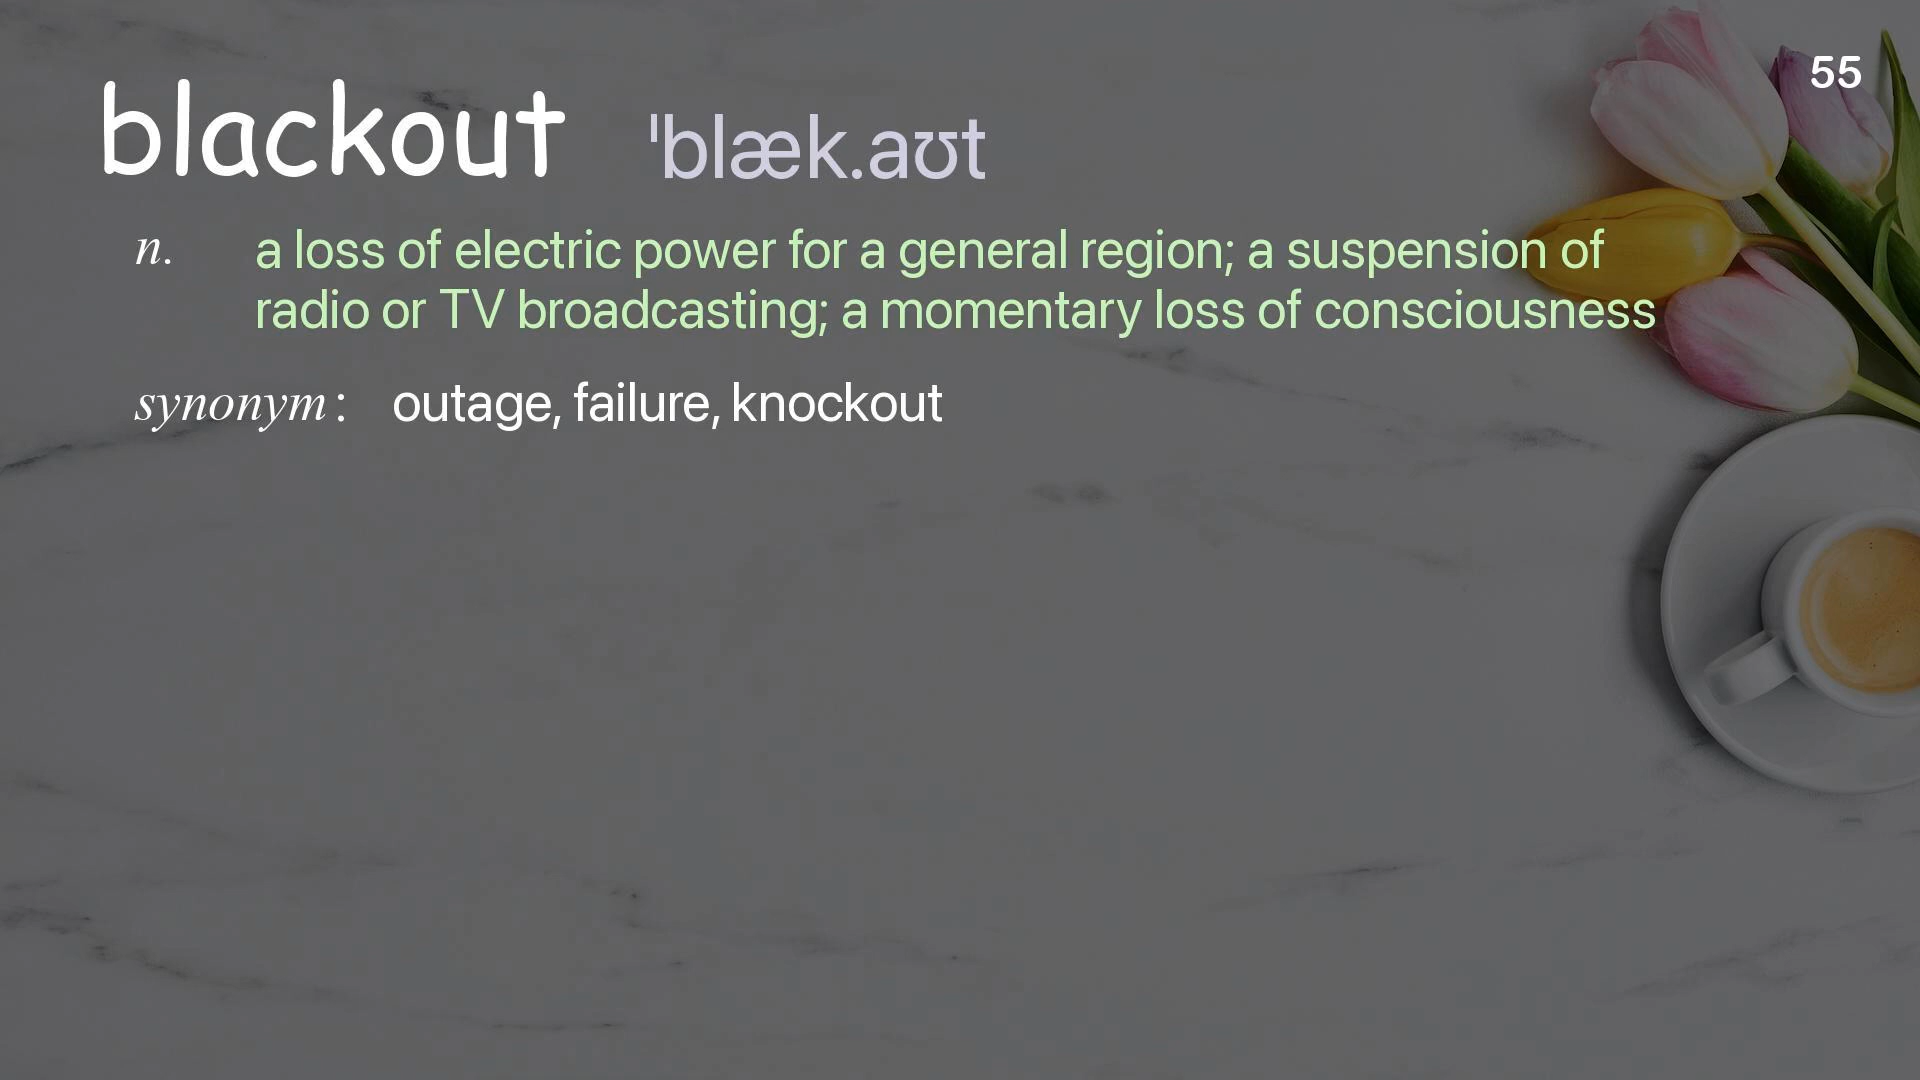 55
blackout ˈblæk.aʊt
n. a loss of electric power for a general region; a suspension of
radio or TV broadcasting; a momentary loss of consciousness
synonym: outage, failure, knockout